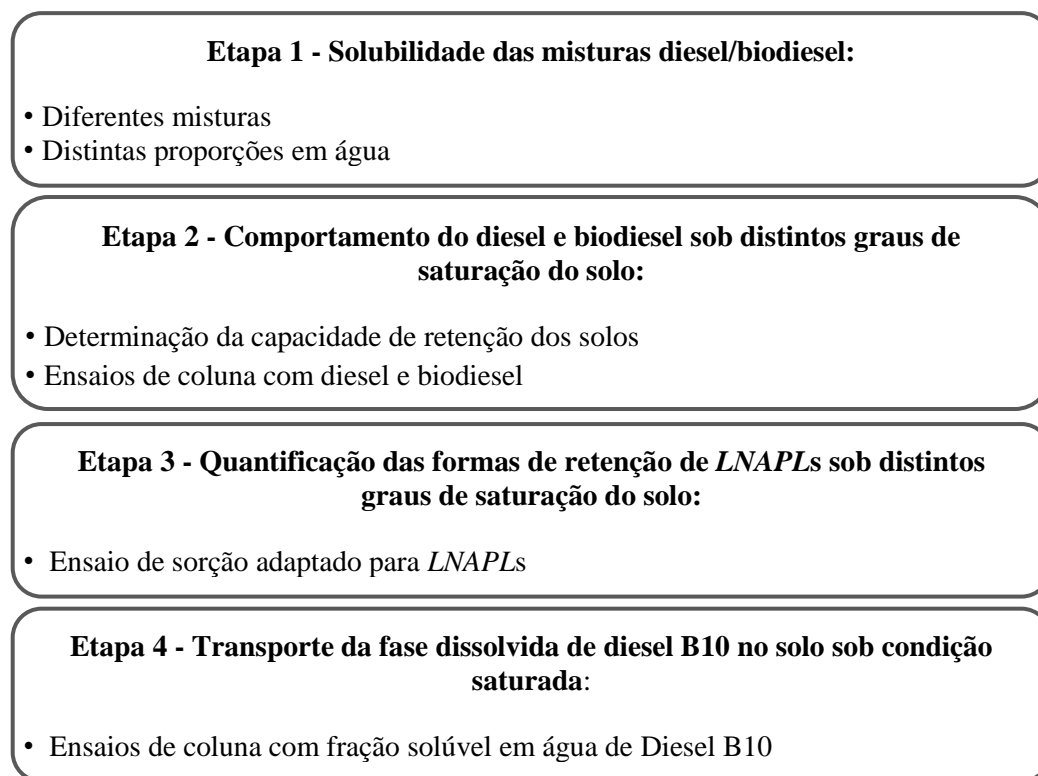 Etapa 1 - Solubilidade das misturas diesel/biodiesel:
• Diferentes misturas
• Distintas proporções em água
Etapa 2 - Comportamento do diesel e biodiesel sob distintos graus de
saturação do solo:
• Determinação da capacidade de retenção dos solos
• Ensaios de coluna com diesel e biodiesel
Etapa 3 - Quantificação das formas de retenção de LNAPLs sob distintos
graus de saturação do solo:
• Ensaio de sorção adaptado para LNAPLs
Etapa 4 - Transporte da fase dissolvida de diesel B10 no solo sob condição
saturada:
• Ensaios de coluna com fração solúvel em água de Diesel B10